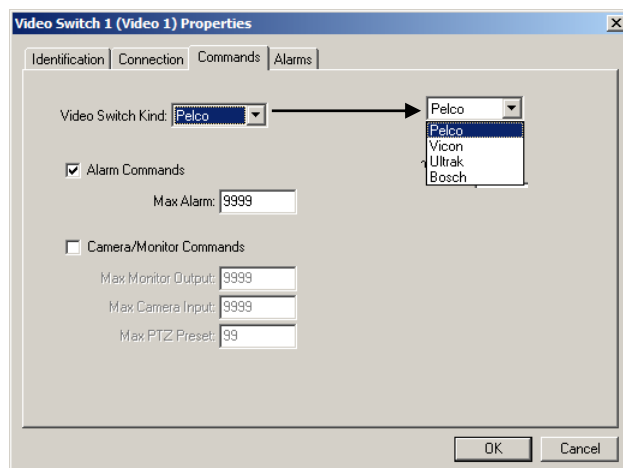 Video Switch 1 (Video 1) Properties
Identification Connection Commands Alarms
Video Switch Kind: Pelco
Pelco
Pelco
Vicon
Ultrak
Bosch
Alarm Commands
Max Alarm: 9999
Camera/Monitor Commands
Max Monitor Output: 9999
Max Camera Input: 9999
Max PTZ Preset: 99
OK Cancel